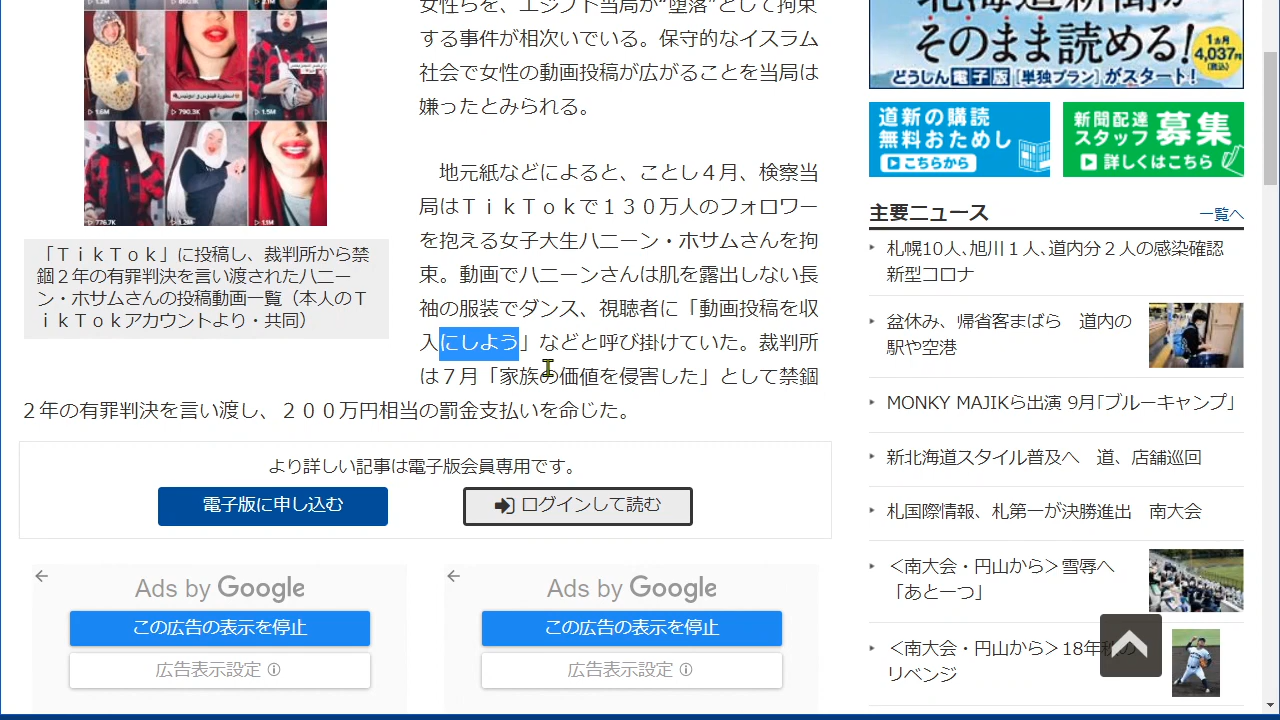 776.7K
790.3K
1.6M
1.1M
「ＴｉｋＴｏｋ」に投稿し、裁判所から禁
錮２年の有罪判決を言い渡されたハニー
ン・ホサムさんの投稿動画一覧（本人のＴ
ｉｋＴｏｋアカウントより・共同）
女性らを、エジプト当局が“堕落”として拘束
する事件が相次いでいる。保守的なイスラム
社会で女性の動画投稿が広がることを当局は
嫌ったとみられる。
地元紙などによると、ことし４月、検察当
局はＴｉｋＴｏｋで１３０万人のフォロワー
を抱える女子大生ハニーン・ホサムさんを拘
束。動画でハニーンさんは肌を露出しない長
袖の服装でダンス、視聴者に「動画投稿を収
入にしよう」などと呼び掛けていた。裁判所
は７月「家族の価値を侵害した」として禁錮
２年の有罪判決を言い渡し、２００万円相当の罰金支払いを命じた。
より詳しい記事は電子版会員専用です。
電子版に申し込む
ログインして読む
Ads by Google
この広告の表示を停止
広告表示設定
Ads by Google
この広告の表示を停止
広告表示設定
北海道新聞が
そのまま読める!
1ヵ月
4,037円
(税込)
どうしん電子版[単独プラン]がスタート!
道新の購読
無料おためし
こちらから
新聞配達
スタッフ 募集
詳しくはこちら
主要ニュース
一覧へ
札幌10人､旭川１人､道内分２人の感染確認
新型コロナ
盆休み、帰省客まばら　道内の
駅や空港
MONKY MAJIKら出演 9月｢ブルーキャンプ｣
新北海道スタイル普及へ　道、店舗巡回
札国際情報、札第一が決勝進出　南大会
＜南大会・円山から＞雪辱へ
「あと一つ」
＜南大会・円山から＞18年秋の
リベンジ